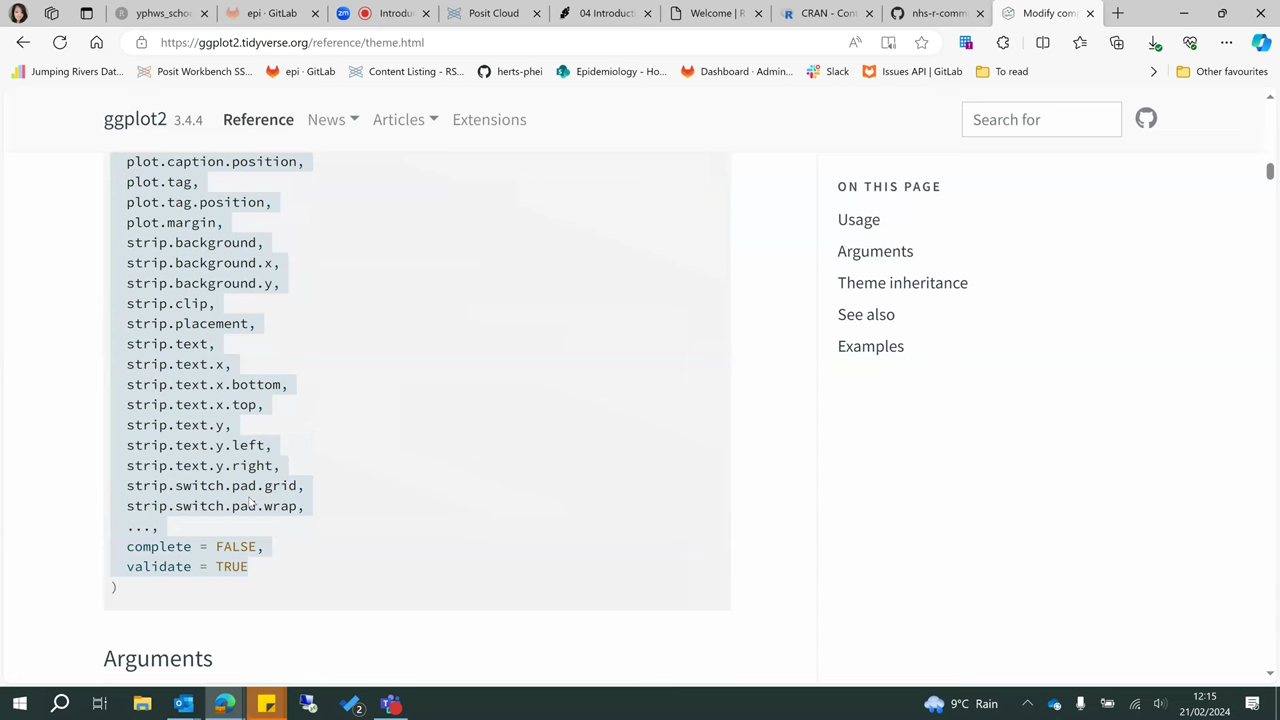 yphws_scho
epi · GitLab
Introdu
Posit Cloud
04 Introducti
Welcome | R
CRAN - Con
nhs-r-comm
Modify com
https://ggplot2.tidyverse.org/reference/theme.html
Jumping Rivers Dat...
Posit Workbench SS...
epi · GitLab
Content Listing - RS...
herts-phei
Epidemiology - Ho...
Dashboard · Admin...
Slack
Issues API | GitLab
To read
Other favourites
ggplot2 3.4.4 Reference News Articles Extensions
Search for
plot.caption.position,
plot.tag,
plot.tag.position,
plot.margin,
strip.background,
strip.background.x,
strip.background.y,
strip.clip,
strip.placement,
strip.text,
strip.text.x,
strip.text.x.bottom,
strip.text.x.top,
strip.text.y,
strip.text.y.left,
strip.text.y.right,
strip.switch.pad.grid,
strip.switch.pad.wrap,
...,
complete = FALSE,
validate = TRUE
)
Arguments
ON THIS PAGE
Usage
Arguments
Theme inheritance
See also
Examples
2
9°C Rain
12:15
21/02/2024